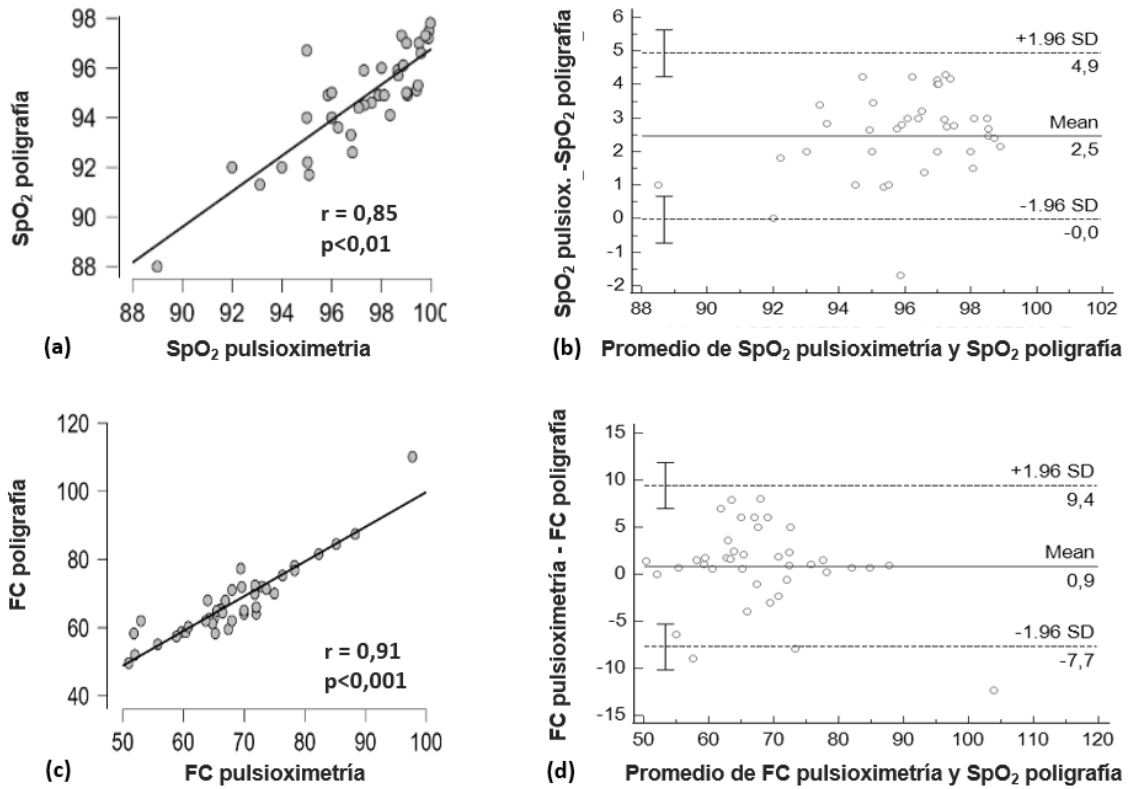 98
96
94
92
90
88
SpO₂ poligrafía
r = 0,85
p<0,01
88 90 92 94 96 98 100
(a) SpO₂ pulsioximetria
6
5
4
3
2
1
0
-1
-2
SpO₂ pulsiox. -SpO₂ poligrafía
+1.96 SD
4,9
Mean
2,5
-1.96 SD
-0,0
88 90 92 94 96 98 100 102
(b) Promedio de SpO₂ pulsioximetría y SpO₂ poligrafía
120
100
80
60
40
FC poligrafía
r = 0,91
p<0,001
50 60 70 80 90 100
(c) FC pulsioximetría
15
10
5
0
-5
-10
-15
FC pulsioximetría - FC poligrafía
+1.96 SD
9,4
Mean
0,9
-1.96 SD
-7,7
50 60 70 80 90 100 110 120
(d) Promedio de FC pulsioximetría y SpO₂ poligrafía